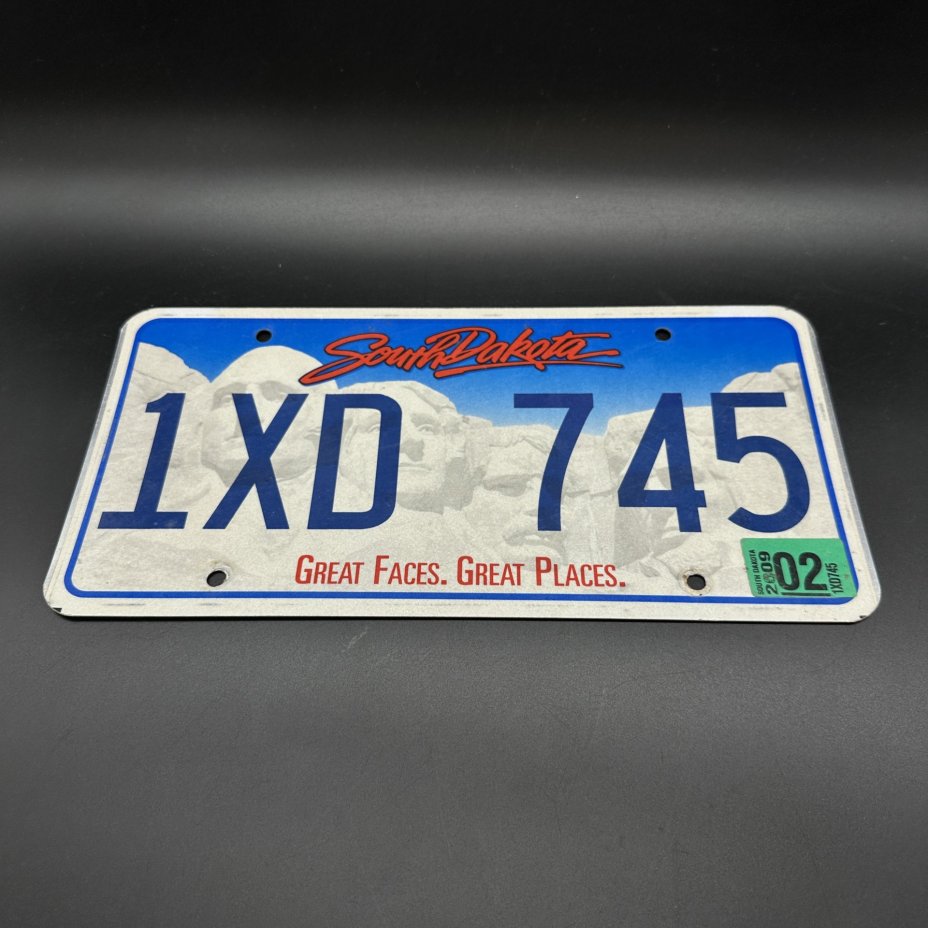 South Dakota
1XD 745
GREAT FACES. GREAT PLACES.
SOUTH DAKOTA
2009
02
1XD745